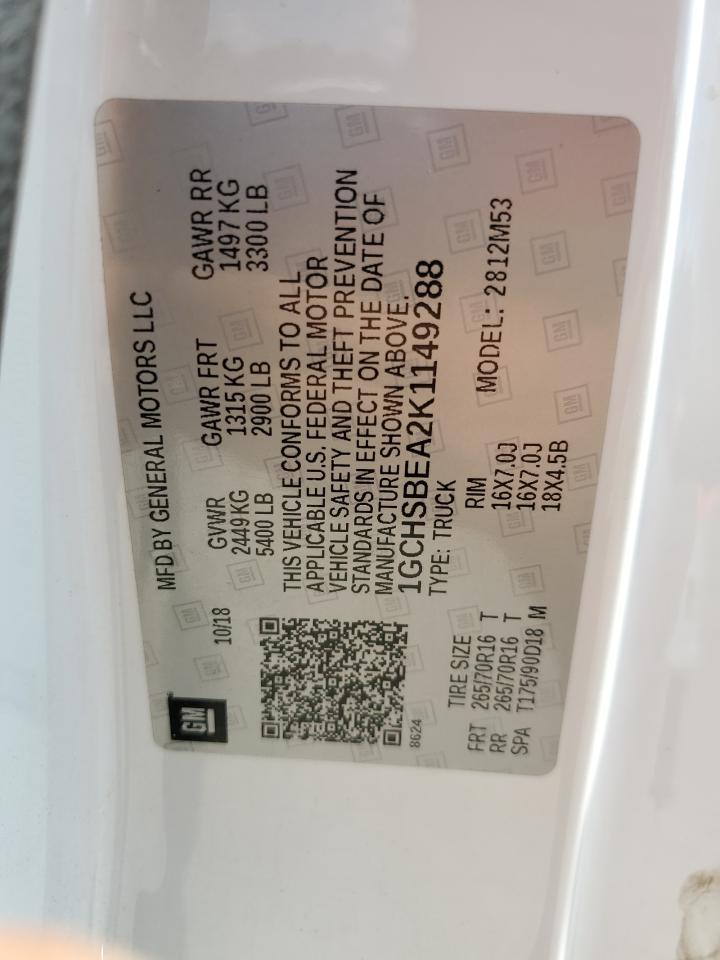 GM
MFD BY GENERAL MOTORS LLC
10/18
GVWR GAWR FRT GAWR RR
2449 KG 1315 KG 1497 KG
5400 LB 2900 LB 3300 LB
THIS VEHICLE CONFORMS TO ALL
APPLICABLE U.S. FEDERAL MOTOR
VEHICLE SAFETY AND THEFT PREVENTION
STANDARDS IN EFFECT ON THE DATE OF
MANUFACTURE SHOWN ABOVE.
1GCHSBEA2K1149288
TYPE: TRUCK
8624
TIRE SIZE RIM MODEL: 2812M53
FRT 265/70R16 T 16X7.0J
RR 265/70R16 T 16X7.0J
SPA T175/90D18 M 18X4.5B